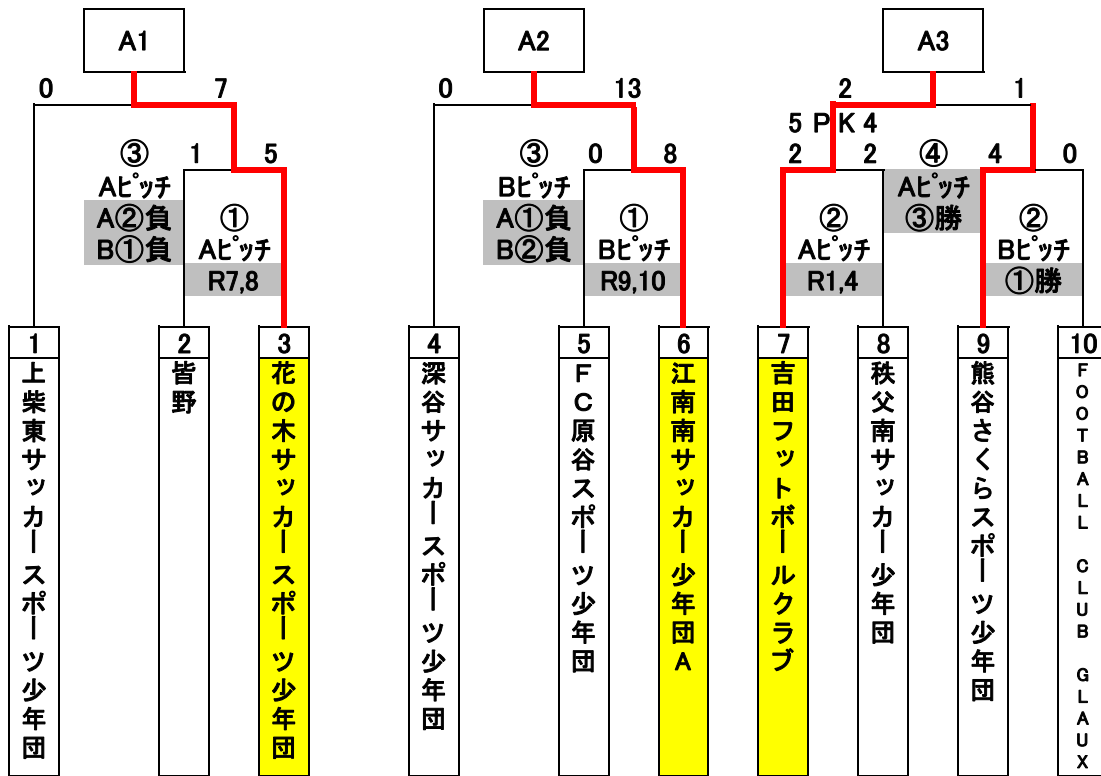 A1
A2
A3
0 7
0 13
2 1
5 PK 4
③ 1 5
③ 0 8
2 2 ④ 4 0
Aピッチ
A②負
B①負
①
Aピッチ
R7,8
Bピッチ
A①負
B②負
①
Bピッチ
R9,10
②
Aピッチ
R1,4
Aピッチ
③勝
②
Bピッチ
①勝
1
上柴東サッカースポーツ少年団
2
皆野
3
花の木サッカースポーツ少年団
4
深谷サッカースポーツ少年団
5
FC原谷スポーツ少年団
6
江南南サッカー少年団A
7
吉田フットボールクラブ
8
秩父南サッカー少年団
9
熊谷さくらスポーツ少年団
10
FOOTBALL CLUB GLAUX